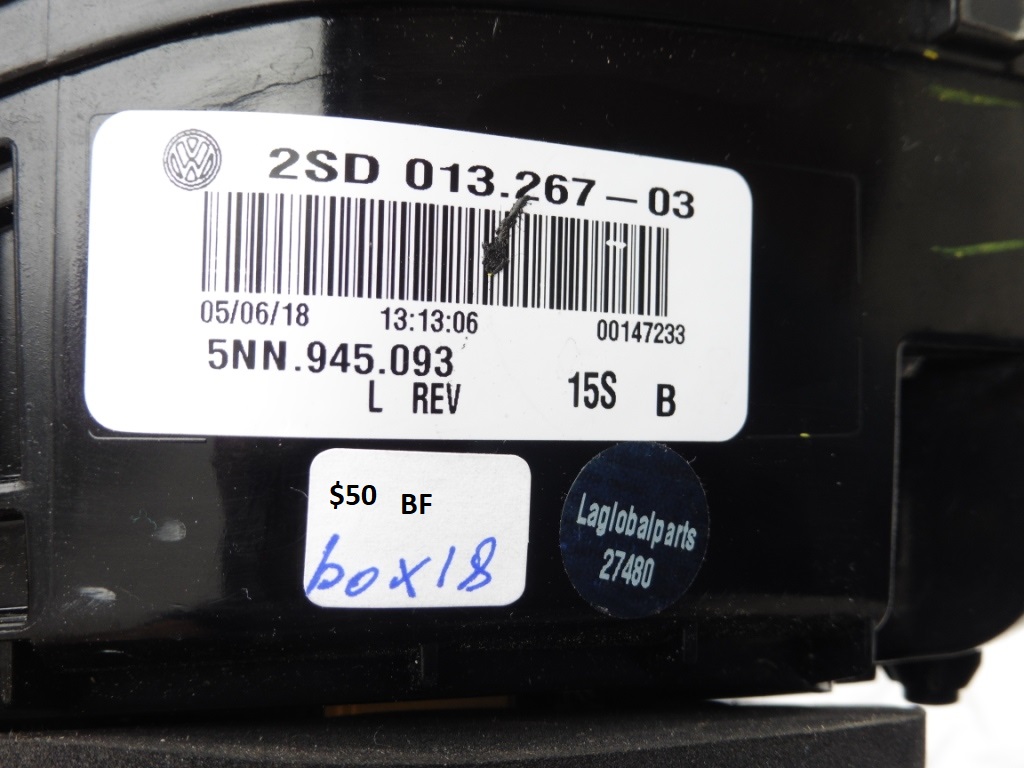 VW
2SD 013.267-03
05/06/18 13:13:06 00147233
5NN.945.093
L REV 15S B
$50 BF
box18
Laglobalparts
27480